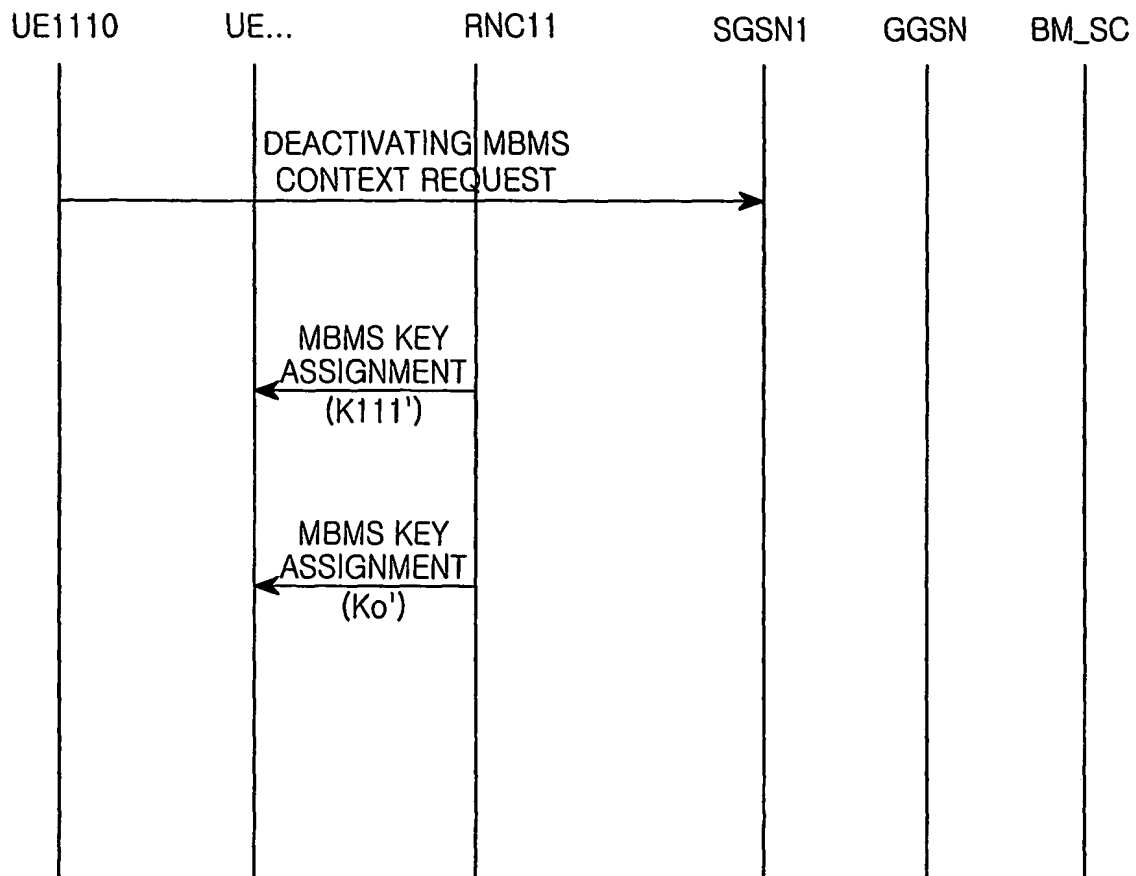 UE1110 UE... RNC11 SGSN1 GGSN BM_SC
DEACTIVATING MBMS
CONTEXT REQUEST
MBMS KEY
ASSIGNMENT
(K111')
MBMS KEY
ASSIGNMENT
(Ko')